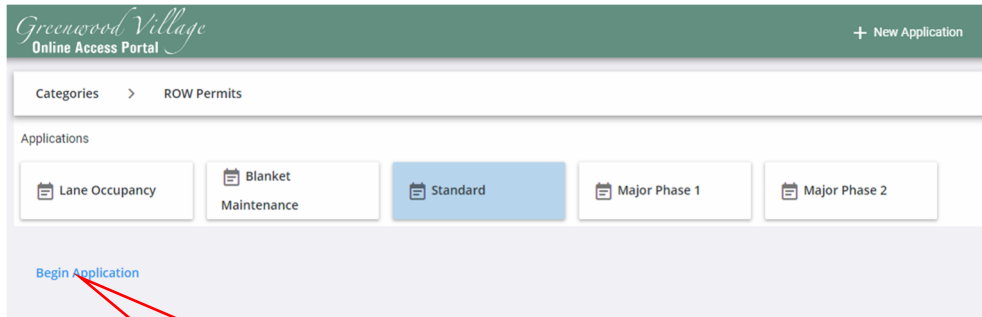 Greenwood Village
Online Access Portal
+ New Application
Categories > ROW Permits
Applications
Lane Occupancy
Blanket
Maintenance
Standard
Major Phase 1
Major Phase 2
Begin Application